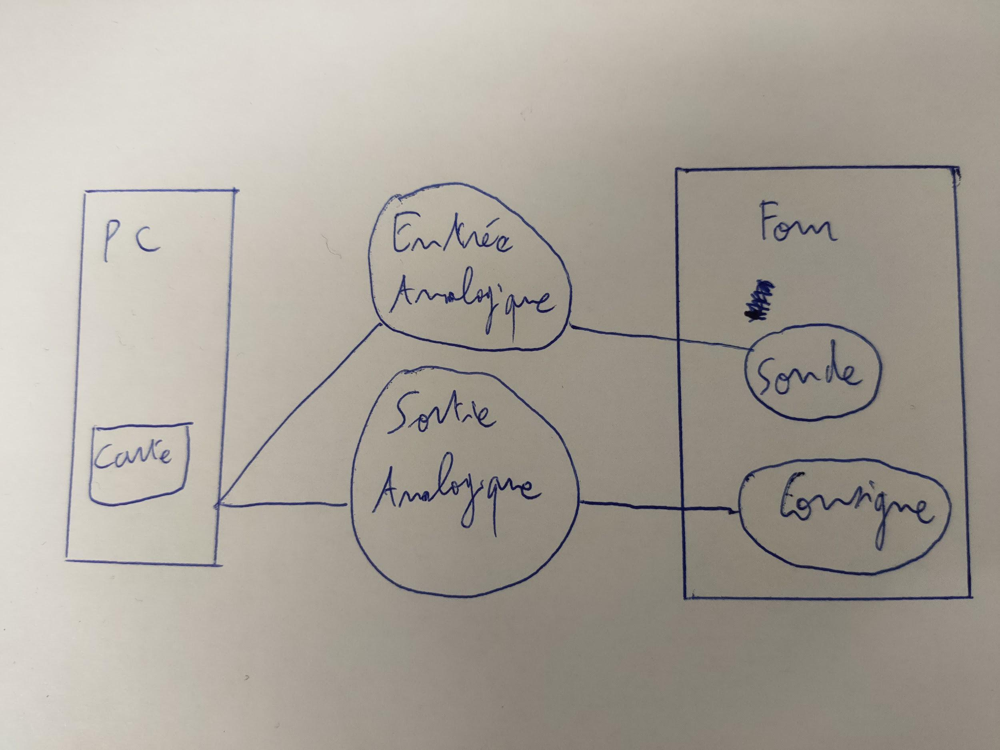 PC
Carte
Entrée
Analogique
Sortie
Analogique
Four
Sonde
Consigne